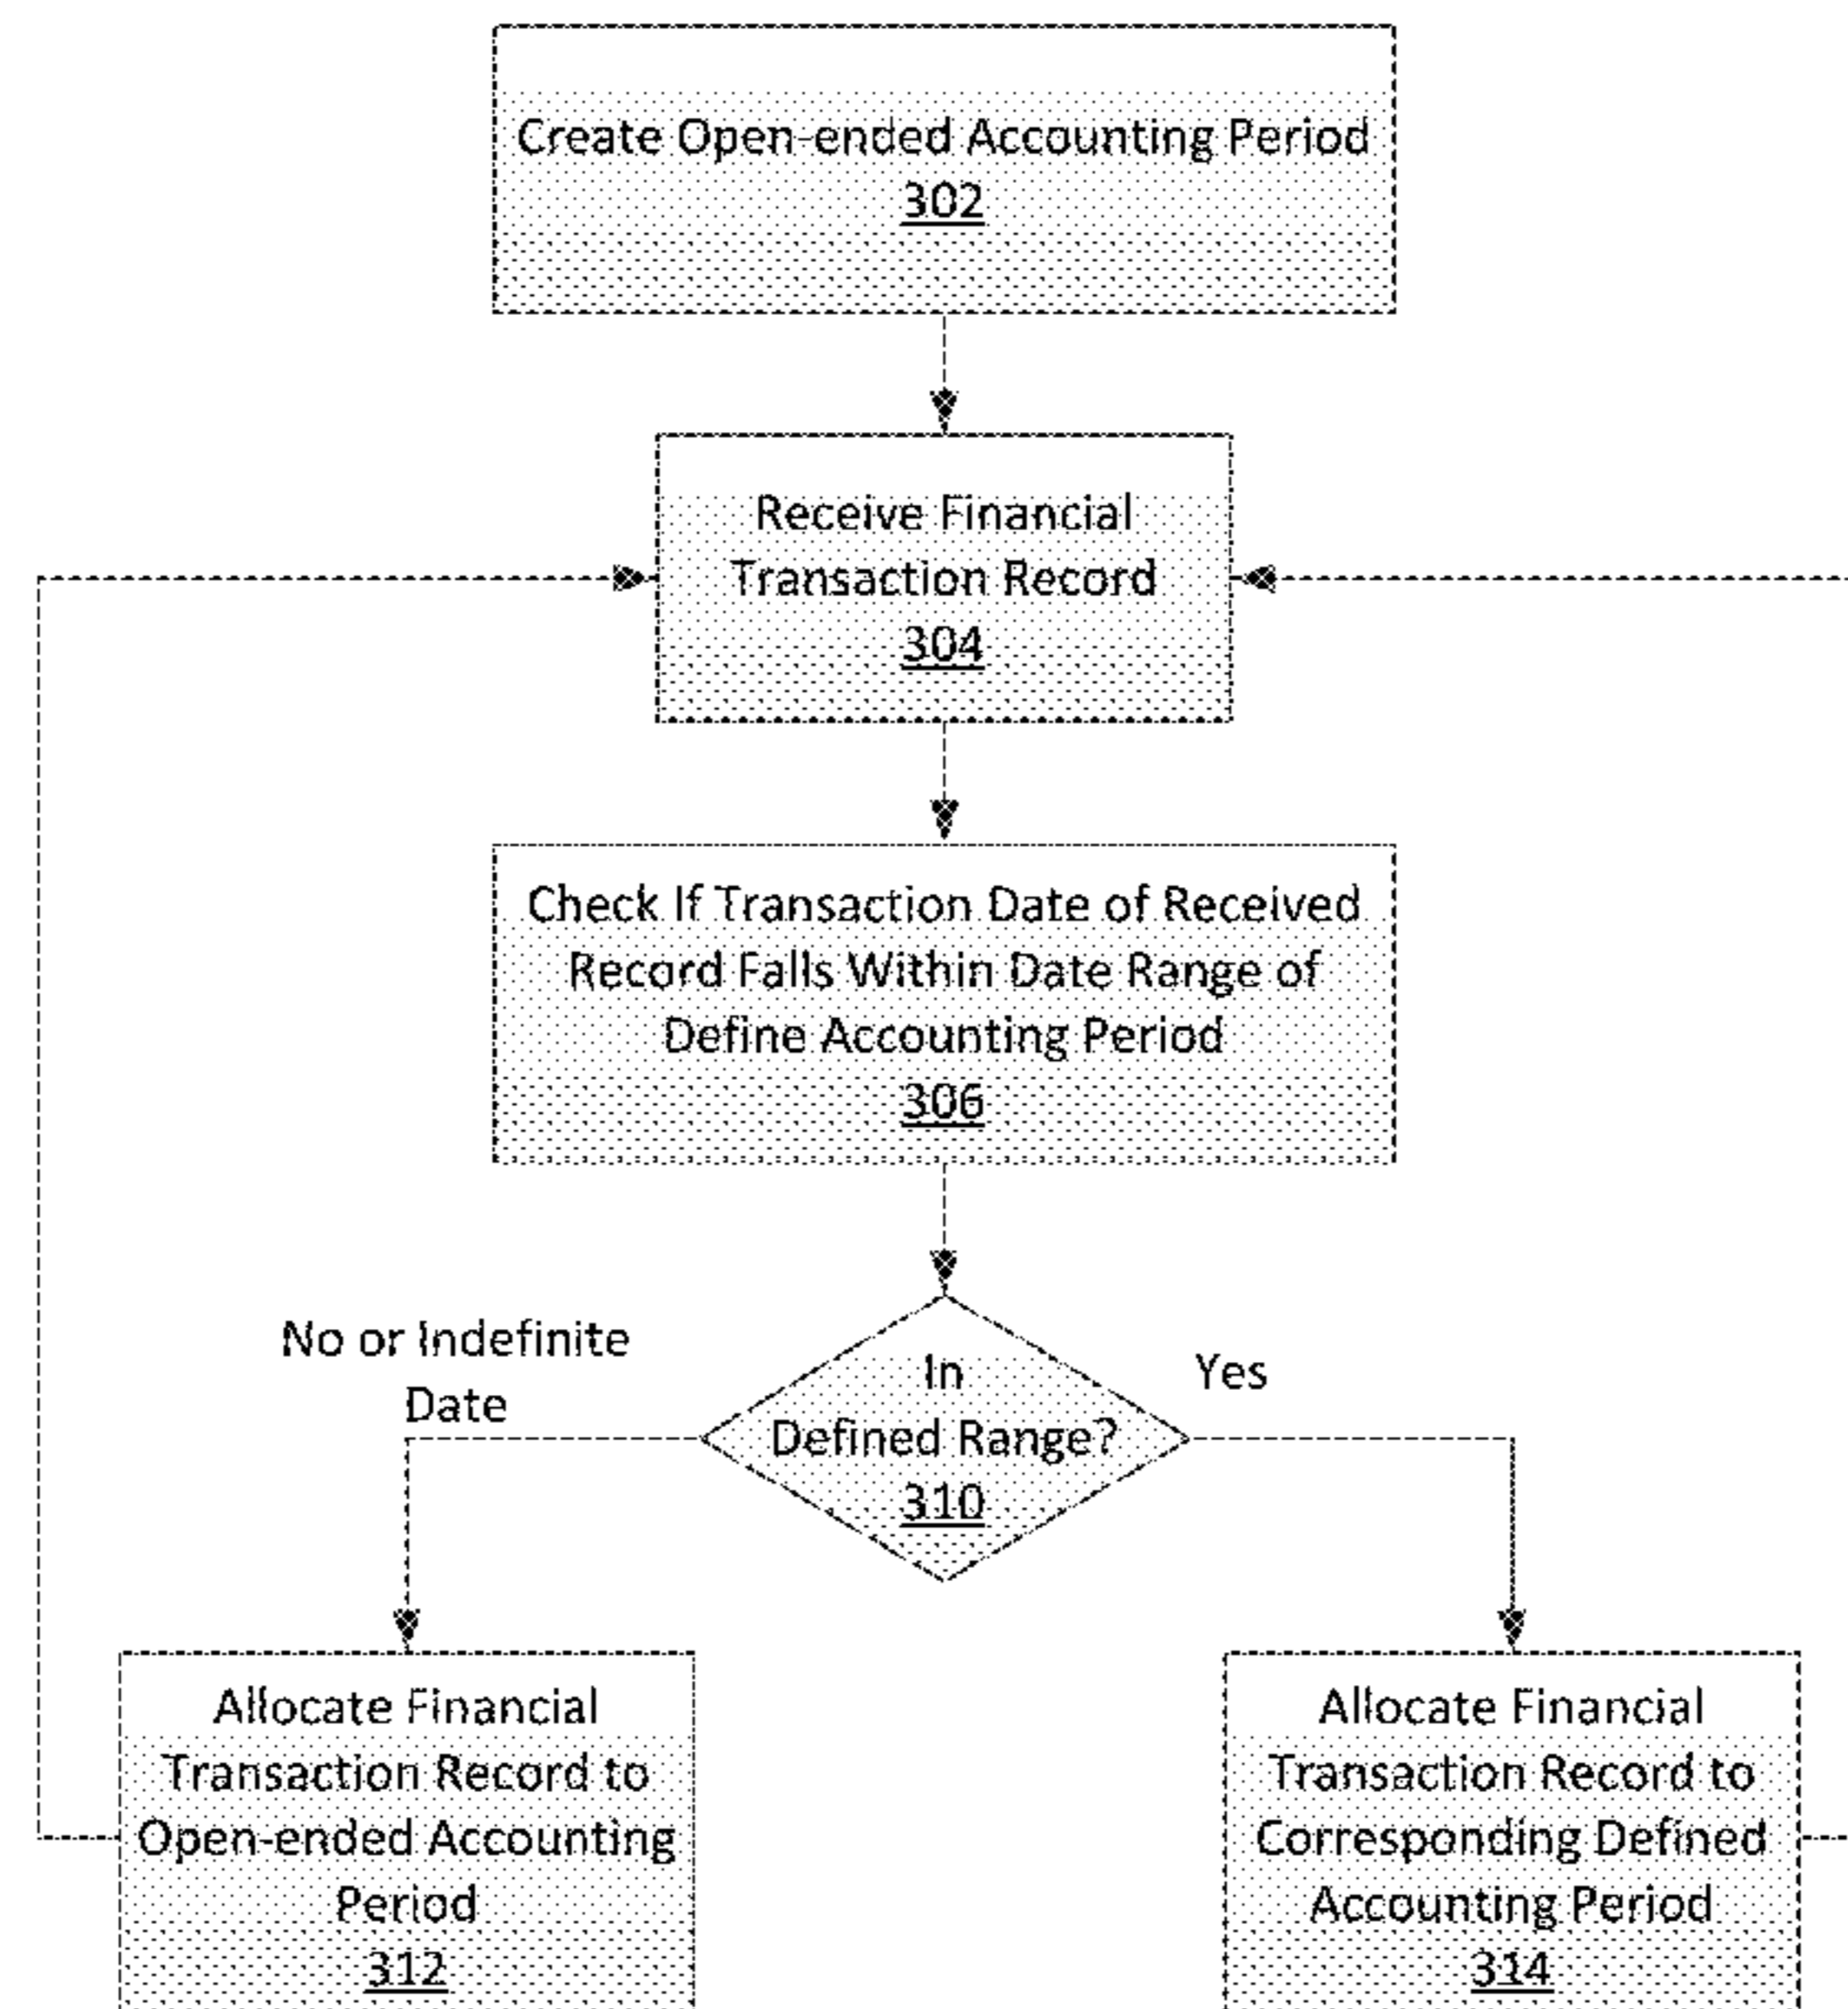 Create Open-ended Accounting Period
302
Receive Financial
Transaction Record
304
Check If Transaction Date of Received
Record Falls Within Date Range of
Define Accounting Period
306
No or Indefinite
Date
In
Defined Range?
310
Yes
Allocate Financial
Transaction Record to
Open-ended Accounting
Period
312
Allocate Financial
Transaction Record to
Corresponding Defined
Accounting Period
314